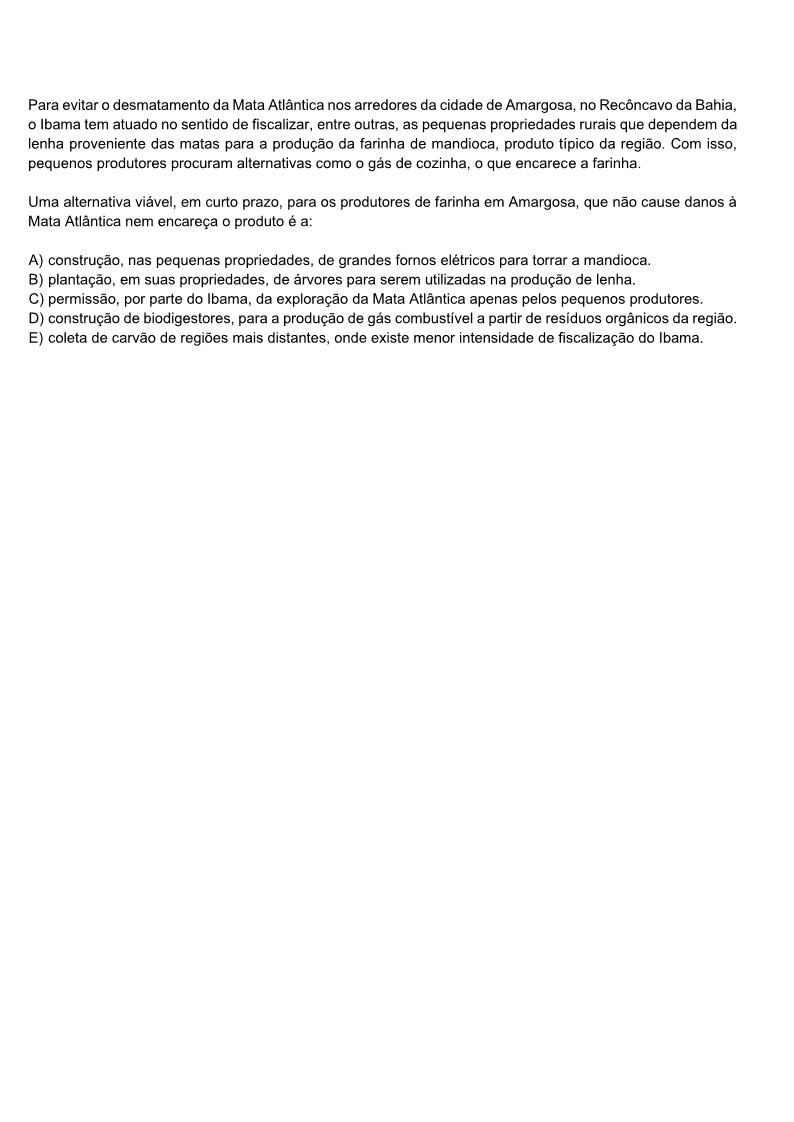 Para evitar o desmatamento da Mata Atlântica nos arredores da cidade de Amargosa, no Recôncavo da Bahia,
o Ibama tem atuado no sentido de fiscalizar, entre outras, as pequenas propriedades rurais que dependem da
lenha proveniente das matas para a produção da farinha de mandioca, produto típico da região. Com isso,
pequenos produtores procuram alternativas como o gás de cozinha, o que encarece a farinha.
Uma alternativa viável, em curto prazo, para os produtores de farinha em Amargosa, que não cause danos à
Mata Atlântica nem encareça o produto é a:
A) construção, nas pequenas propriedades, de grandes fornos elétricos para torrar a mandioca.
B) plantação, em suas propriedades, de árvores para serem utilizadas na produção de lenha.
C) permissão, por parte do Ibama, da exploração da Mata Atlântica apenas pelos pequenos produtores.
D) construção de biodigestores, para a produção de gás combustível a partir de resíduos orgânicos da região.
E) coleta de carvão de regiões mais distantes, onde existe menor intensidade de fiscalização do Ibama.